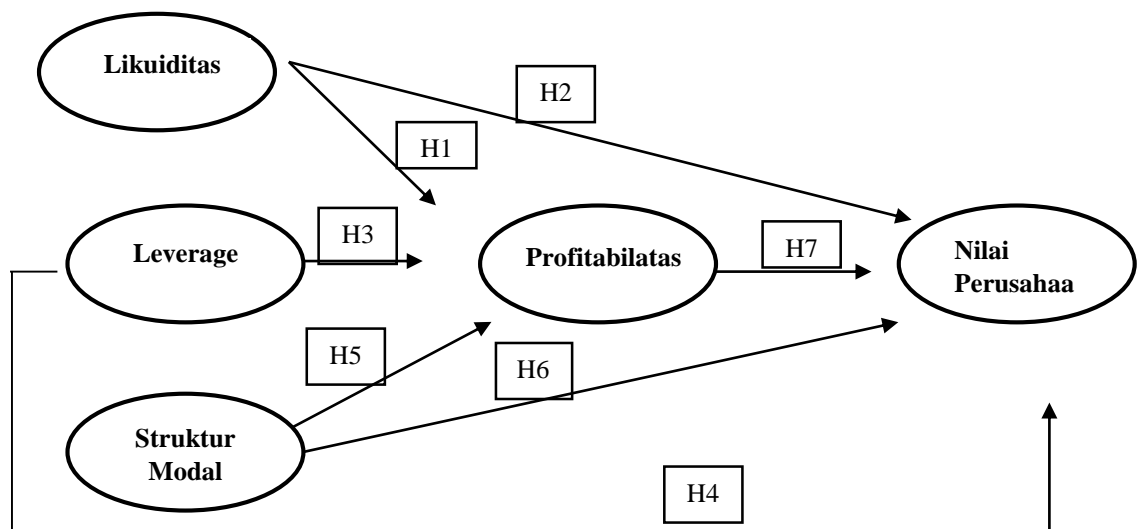 Likuiditas
H2
H1
H3
Leverage
Profitabilatas
H7
Nilai
Perusahaa
H5
H6
Struktur
Modal
H4